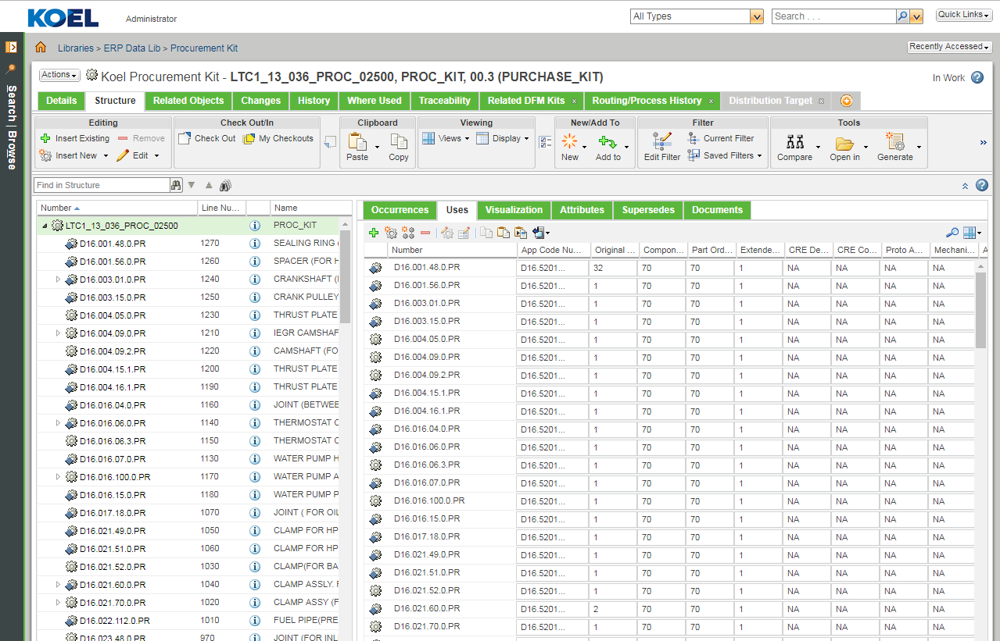 KOEL Administrator All Types Search . . . Quick Links
Libraries > ERP Data Lib > Procurement Kit Recently Accessed
Search | Browse
Actions Koel Procurement Kit - LTC1_13_036_PROC_02500, PROC_KIT, 00.3 (PURCHASE_KIT) In Work
Details Structure Related Objects Changes History Where Used Traceability Related DFM Kits × Routing/Process History × Distribution Target ×
Editing Check Out/In Clipboard Viewing New/Add To Filter Tools
Insert Existing Remove Check Out My Checkouts Views Display Current Filter
Insert New Edit Paste Copy New Add to Edit Filter Saved Filters Compare Open in Generate »
Find in Structure
Number Line Nu... Name
LTC1_13_036_PROC_02500 PROC_KIT
D16.001.48.0.PR 1270 SEALING RING (
D16.001.56.0.PR 1260 SPACER (FOR H
D16.003.01.0.PR 1240 CRANKSHAFT (
D16.003.15.0.PR 1250 CRANK PULLEY
D16.004.05.0.PR 1230 THRUST PLATE
D16.004.09.0.PR 1210 IEGR CAMSHAF
D16.004.09.2.PR 1220 CAMSHAFT (FO
D16.004.15.1.PR 1200 THRUST PLATE
D16.004.16.1.PR 1190 THRUST PLATE
D16.016.04.0.PR 1160 JOINT (BETWEE
D16.016.06.0.PR 1140 THERMOSTAT C
D16.016.06.3.PR 1150 THERMOSTAT C
D16.016.07.0.PR 1130 WATER PUMP H
D16.016.100.0.PR 1170 WATER PUMP A
D16.016.15.0.PR 1180 WATER PUMP P
D16.017.18.0.PR 1070 JOINT ( FOR OIL
D16.021.49.0.PR 1050 CLAMP FOR HP
D16.021.51.0.PR 1060 CLAMP FOR HP
D16.021.52.0.PR 1030 CLAMP(FOR BA
D16.021.60.0.PR 1040 CLAMP ASSLY. F
D16.021.70.0.PR 1020 CLAMP ASSY (F
D16.022.112.0.PR 1010 FUEL PIPE(PRE
D16.023.48.0.PR 970 JOINT (FOR INL
Occurrences Uses Visualization Attributes Supersedes Documents
Number App Code Nu... Original ... Compon... Part Ord... Extende... CRE De... CRE Co... Proto A... Mechani... A
D16.001.48.0.PR D16.5201... 32 70 70 1 NA NA NA NA
D16.001.56.0.PR D16.5201... 1 70 70 1 NA NA NA NA
D16.003.01.0.PR D16.5201... 1 70 70 1 NA NA NA NA
D16.003.15.0.PR D16.5201... 1 70 70 1 NA NA NA NA
D16.004.05.0.PR D16.5201... 1 70 70 1 NA NA NA NA
D16.004.09.0.PR D16.5201... 1 70 70 1 NA NA NA NA
D16.004.09.2.PR D16.5201... 1 70 70 1 NA NA NA NA
D16.004.15.1.PR D16.5201... 1 70 70 1 NA NA NA NA
D16.004.16.1.PR D16.5201... 1 70 70 1 NA NA NA NA
D16.016.04.0.PR D16.5201... 1 70 70 1 NA NA NA NA
D16.016.06.0.PR D16.5201... 1 70 70 1 NA NA NA NA
D16.016.06.3.PR D16.5201... 1 70 70 1 NA NA NA NA
D16.016.07.0.PR D16.5201... 1 70 70 1 NA NA NA NA
D16.016.100.0.PR D16.5201... 1 70 70 1 NA NA NA NA
D16.016.15.0.PR D16.5201... 1 70 70 1 NA NA NA NA
D16.017.18.0.PR D16.5201... 1 70 70 1 NA NA NA NA
D16.021.49.0.PR D16.5201... 1 70 70 1 NA NA NA NA
D16.021.51.0.PR D16.5201... 1 70 70 1 NA NA NA NA
D16.021.52.0.PR D16.5201... 1 70 70 1 NA NA NA NA
D16.021.60.0.PR D16.5201... 2 70 70 1 NA NA NA NA
D16.021.70.0.PR D16.5201... 1 70 70 1 NA NA NA NA